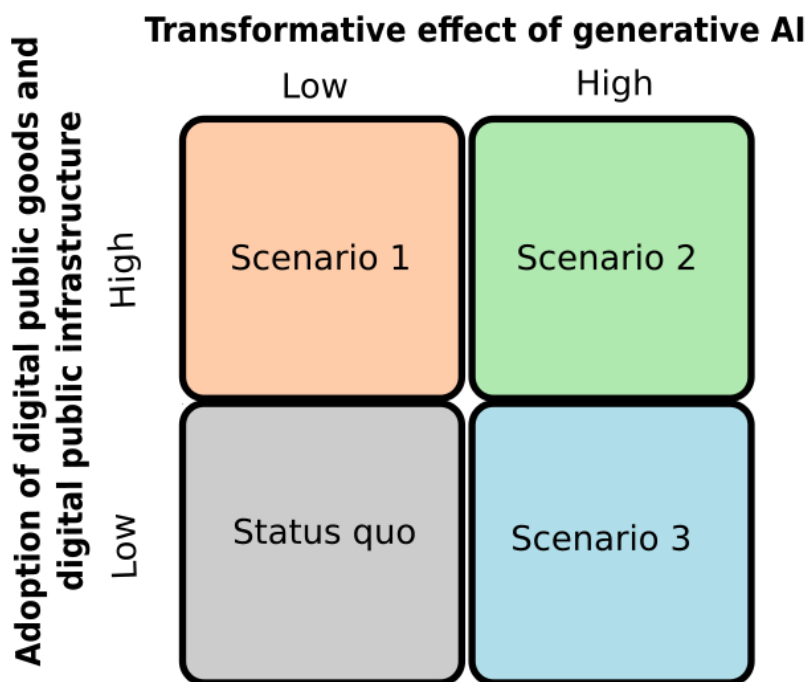 Transformative effect of generative AI
Low
High
Adoption of digital public goods and
digital public infrastructure
High
Scenario 1
Scenario 2
Low
Status quo
Scenario 3